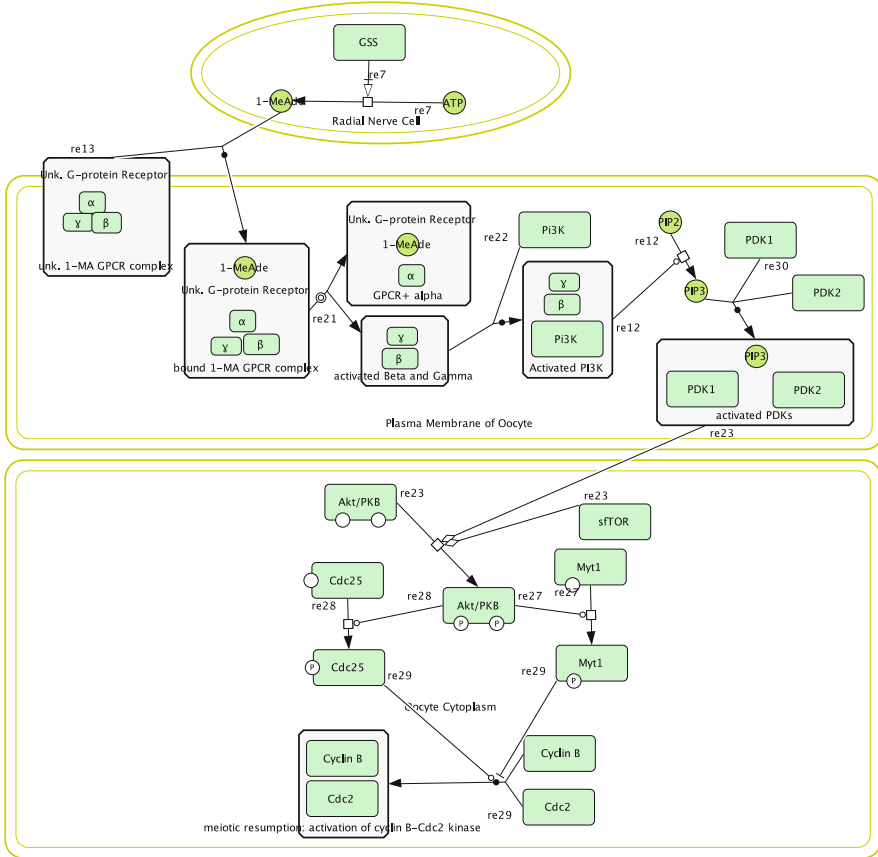 GSS
re7
1-MeAde
ATP
re7
Radial Nerve Cell
re13
Unk. G-protein Receptor
α
γ
β
unk. 1-MA GPCR complex
1-MeAde
Unk. G-protein Receptor
α
γ
β
bound 1-MA GPCR complex
re21
Unk. G-protein Receptor
1-MeAde
α
GPCR+ alpha
γ
β
activated Beta and Gamma
re22
Pi3K
γ
β
Pi3K
Activated PI3K
PIP2
re12
PIP3
re12
PDK1
re30
PDK2
PIP3
PDK1
PDK2
activated PDKs
Plasma Membrane of Oocyte
re23
Akt/PKB
re23
re23
sfTOR
Cdc25
re28
re28
Akt/PKB
P
P
re27
Myt1
re27
P
Cdc25
re29
Myt1
P
re29
Oocyte Cytoplasm
Cyclin B
Cdc2
Cyclin B
Cdc2
re29
meiotic resumption: activation of cyclin B-Cdc2 kinase